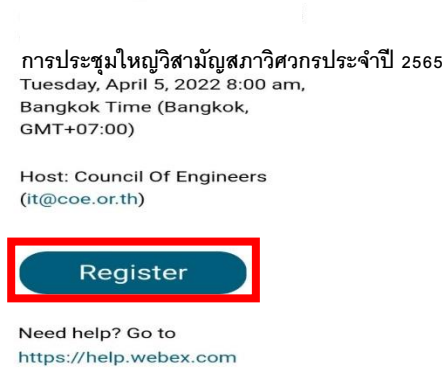 การประชุมใหญ่วิสามัญสภาวิศวกรประจำปี 2565
Tuesday, April 5, 2022 8:00 am,
Bangkok Time (Bangkok,
GMT+07:00)
Host: Council Of Engineers
(it@coe.or.th)
Register
Need help? Go to
https://help.webex.com